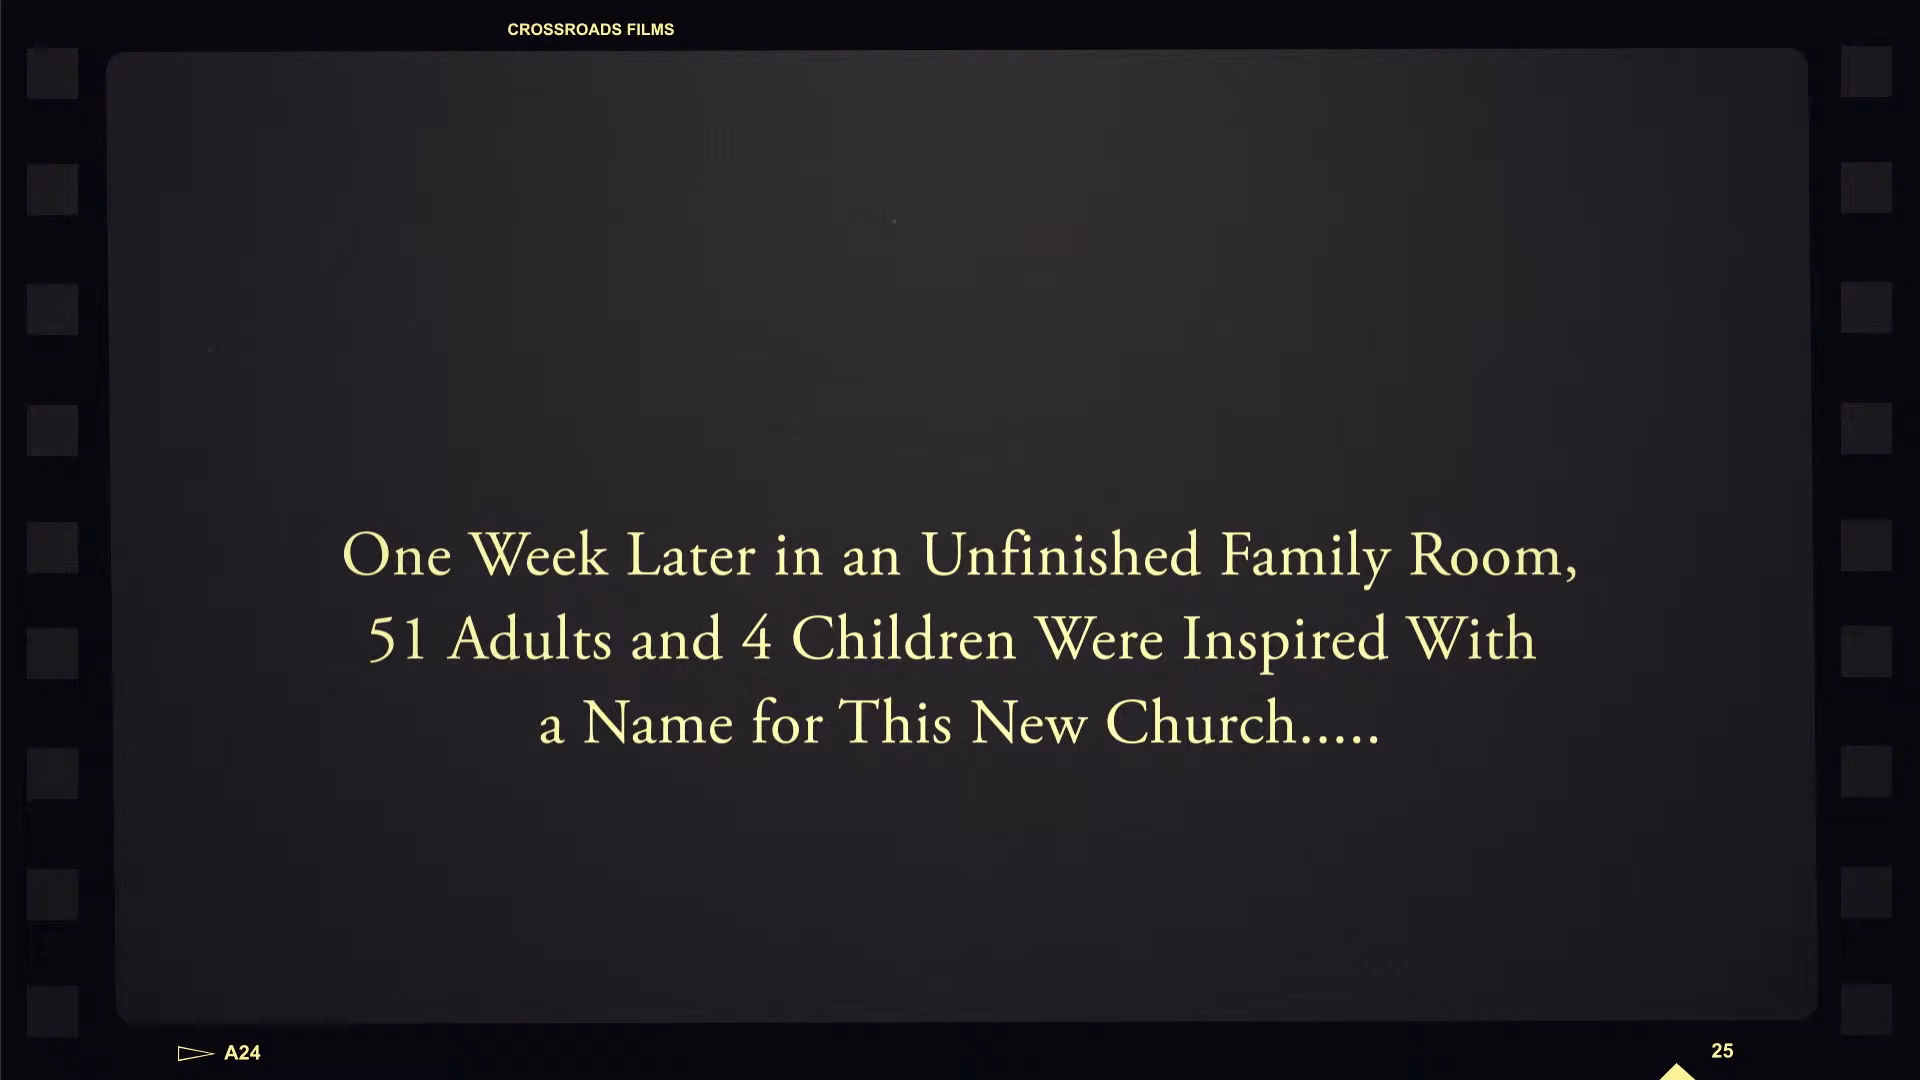 CROSSROADS FILMS
One Week Later in an Unfinished Family Room,
51 Adults and 4 Children Were Inspired With
a Name for This New Church.....
A24
25